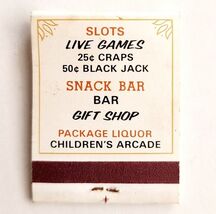 SLOTS
LIVE GAMES
25¢ CRAPS
50¢ BLACK JACK
SNACK BAR
BAR
GIFT SHOP
PACKAGE LIQUOR
CHILDREN'S ARCADE